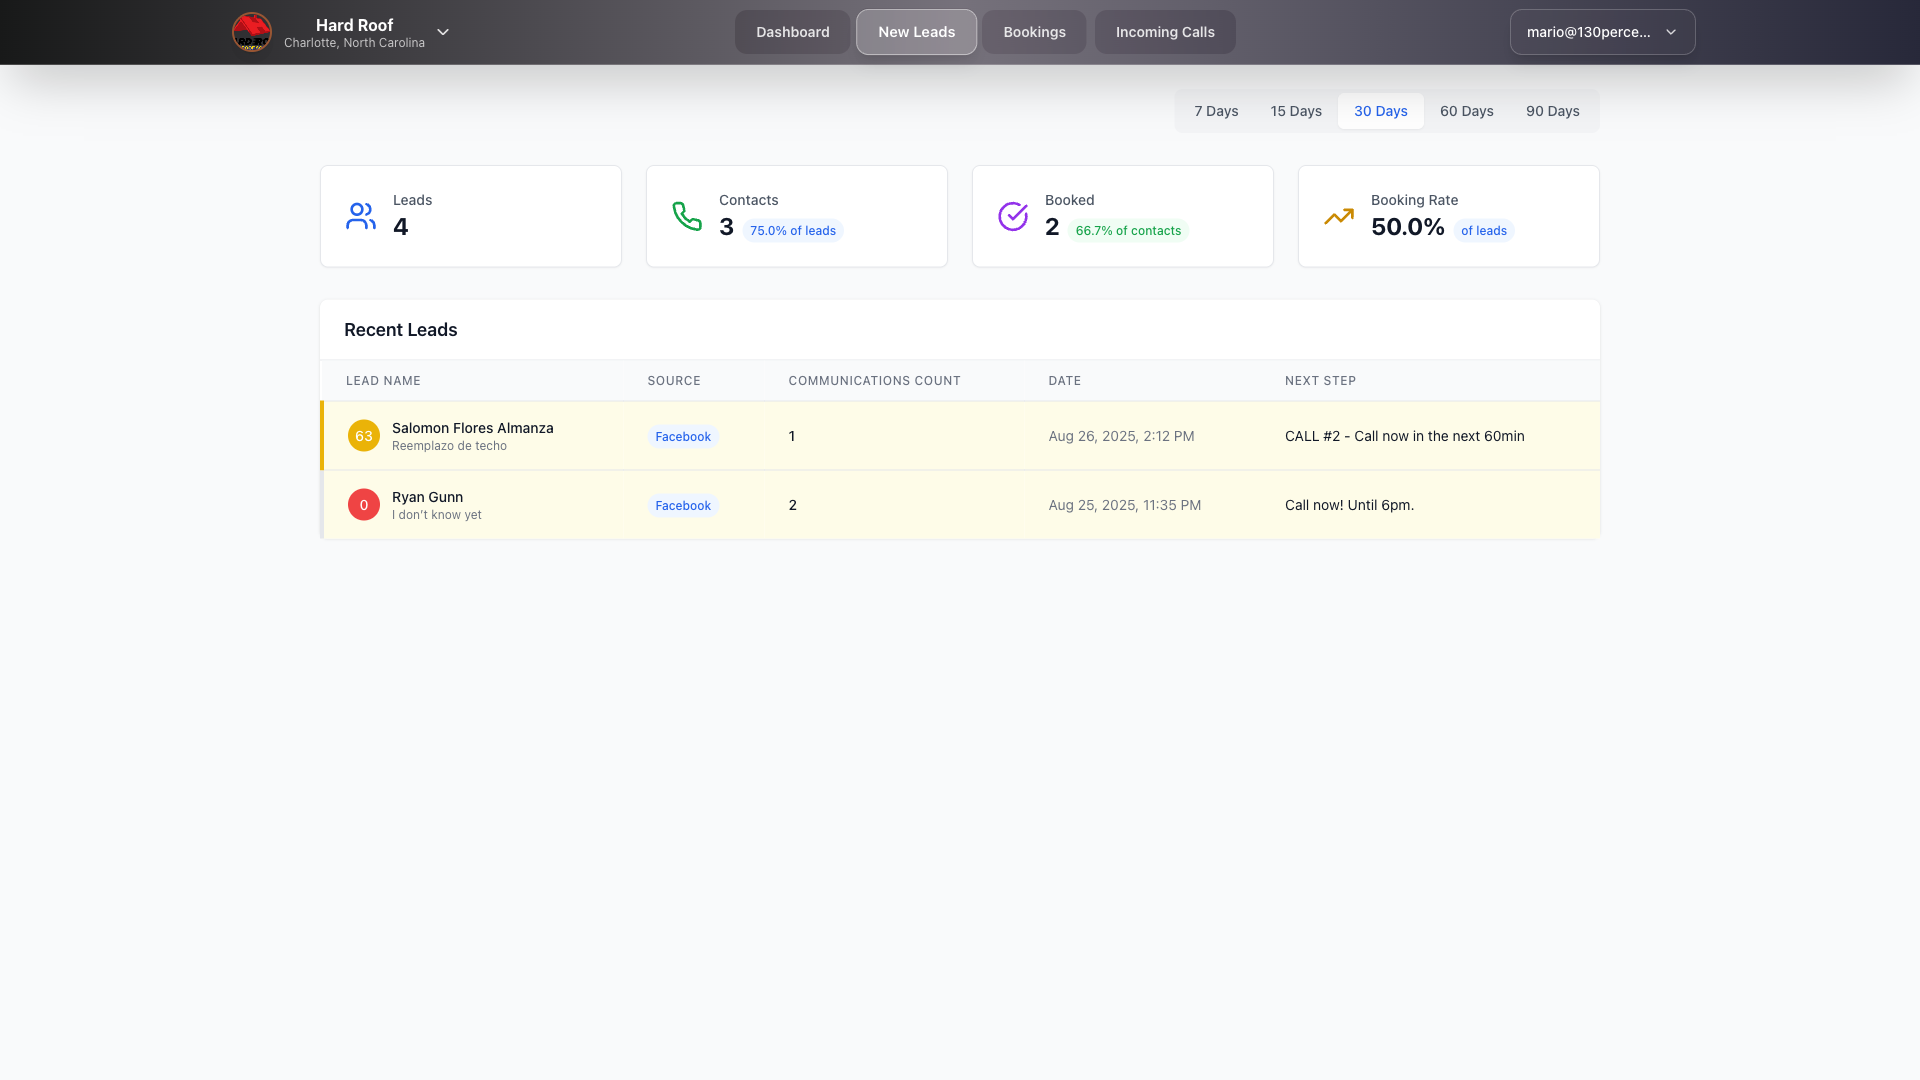 Hard Roof
Charlotte, North Carolina
Dashboard
New Leads
Bookings
Incoming Calls
mario@130perce...
7 Days
15 Days
30 Days
60 Days
90 Days
Leads
4
Contacts
3 75.0% of leads
Booked
2 66.7% of contacts
Booking Rate
50.0% of leads
Recent Leads
LEAD NAME SOURCE COMMUNICATIONS COUNT DATE NEXT STEP
63 Salomon Flores Almanza
Reemplazo de techo
Facebook
1
Aug 26, 2025, 2:12 PM
CALL #2 - Call now in the next 60min
0 Ryan Gunn
I don't know yet
Facebook
2
Aug 25, 2025, 11:35 PM
Call now! Until 6pm.